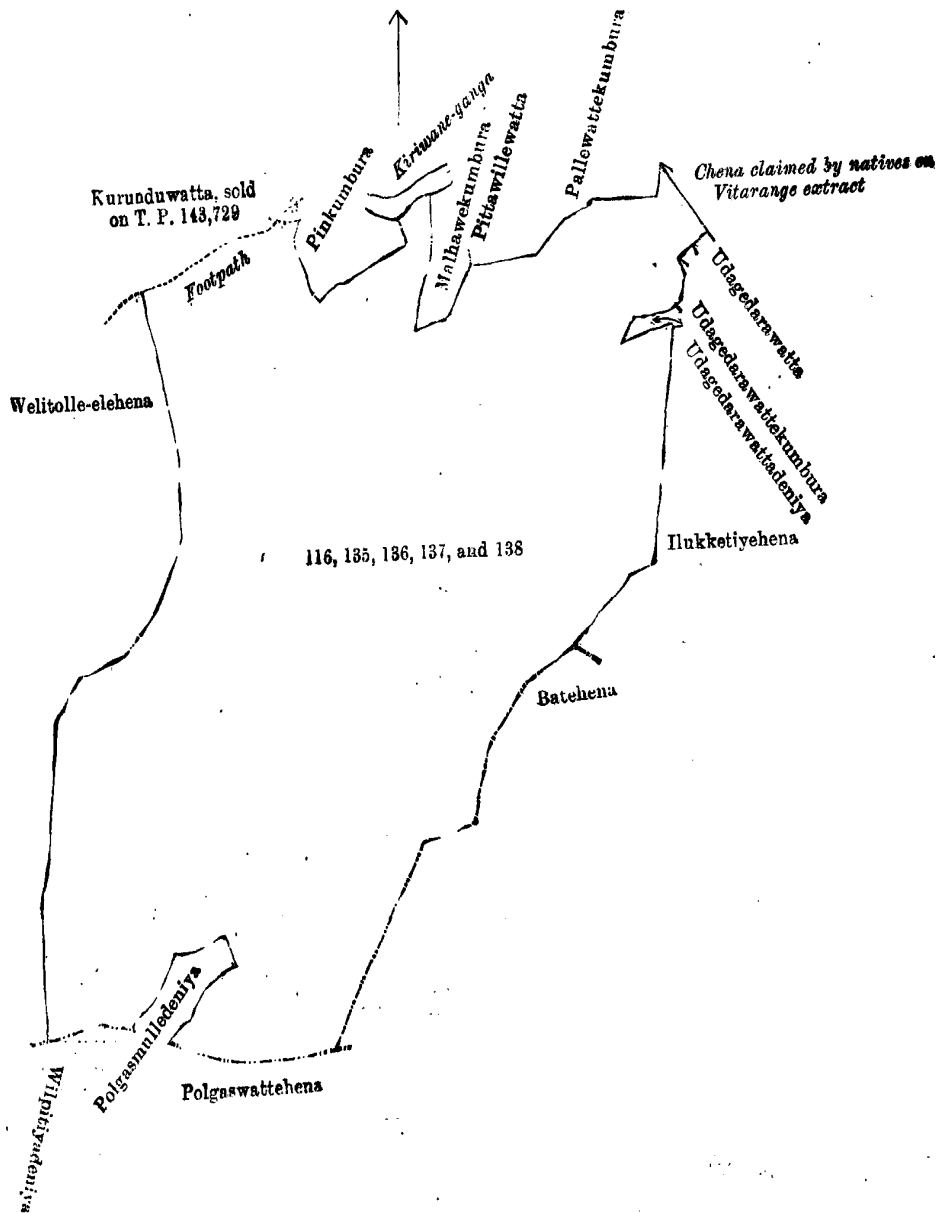 Pallewattekumbura
Kiriwane-ganga
Malhawekumbura
Pittawillewatta
Pinkumbura
Chena claimed by natives on
Vitarange extract
Kurunduwatta, sold
on T. P. 143,729
Footpath
Udagedarawatta
Udagedarawattekumbura
Udagedarawattadeniya
Welitolle-elehena
116, 135, 136, 137, and 138
Ilukketiyehena
Batehena
Polgasmulledeniya
Polgaswattehena
Wilpitiyadeniya